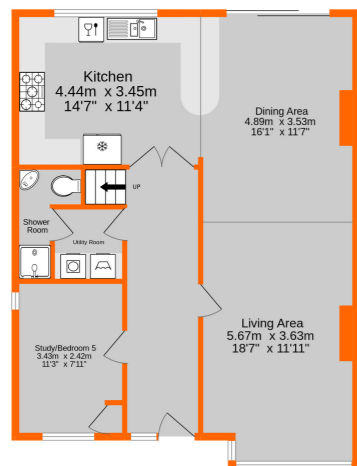 Kitchen
4.44m x 3.45m
14'7" x 11'4"
Dining Area
4.89m x 3.53m
16'1" x 11'7"
UP
Shower
Room
Utility Room
Living Area
5.67m x 3.63m
18'7" x 11'11"
Study/Bedroom 5
3.43m x 2.42m
11'3" x 7'11"